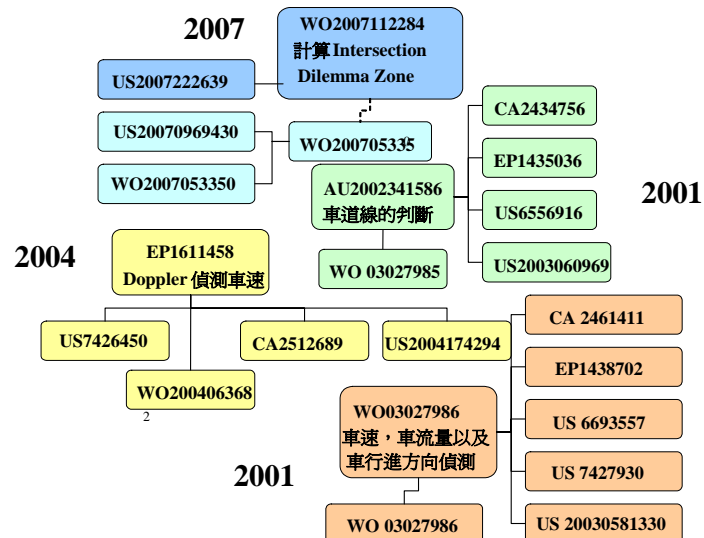 2007
WO2007112284
計算Intersection
Dilemma Zone
US2007222639
US20070969430
WO200705335
WO2007053350
CA2434756
EP1435036
US6556916
US2003060969
2001
AU2002341586
車道線的判斷
WO 03027985
2004
EP1611458
Doppler 偵測車速
US7426450
CA2512689
US2004174294
WO200406368
2
CA 2461411
EP1438702
US 6693557
US 7427930
US 20030581330
WO03027986
車速，車流量以及
車行進方向偵測
2001
WO 03027986